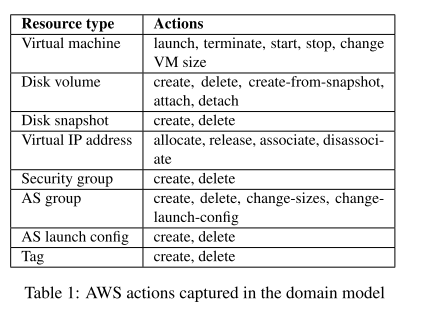 Resource type Actions
Virtual machine launch, terminate, start, stop, change
VM size
Disk volume create, delete, create-from-snapshot,
attach, detach
Disk snapshot create, delete
Virtual IP address allocate, release, associate, disassoci-
ate
Security group create, delete
AS group create, delete, change-sizes, change-
launch-config
AS launch config create, delete
Tag create, delete
Table 1: AWS actions captured in the domain model